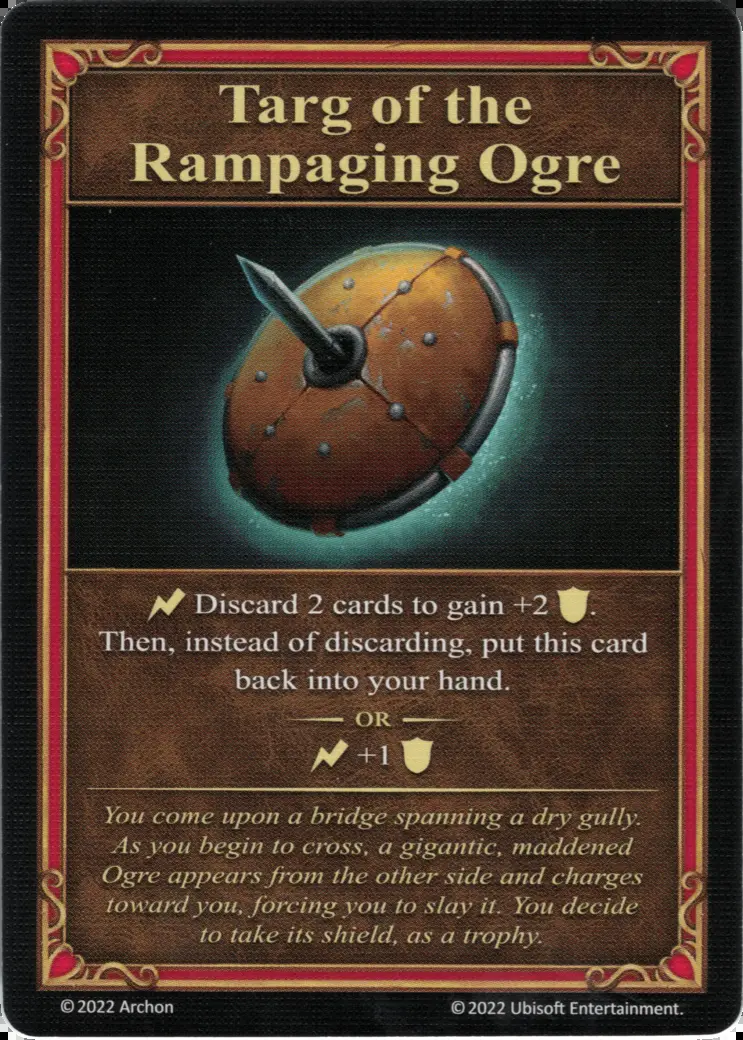 Targ of the
Rampaging Ogre
Discard 2 cards to gain +2 .
Then, instead of discarding, put this card
back into your hand.
OR
+1
You come upon a bridge spanning a dry gully.
As you begin to cross, a gigantic, maddened
Ogre appears from the other side and charges
toward you, forcing you to slay it. You decide
to take its shield, as a trophy.
© 2022 Archon
© 2022 Ubisoft Entertainment.